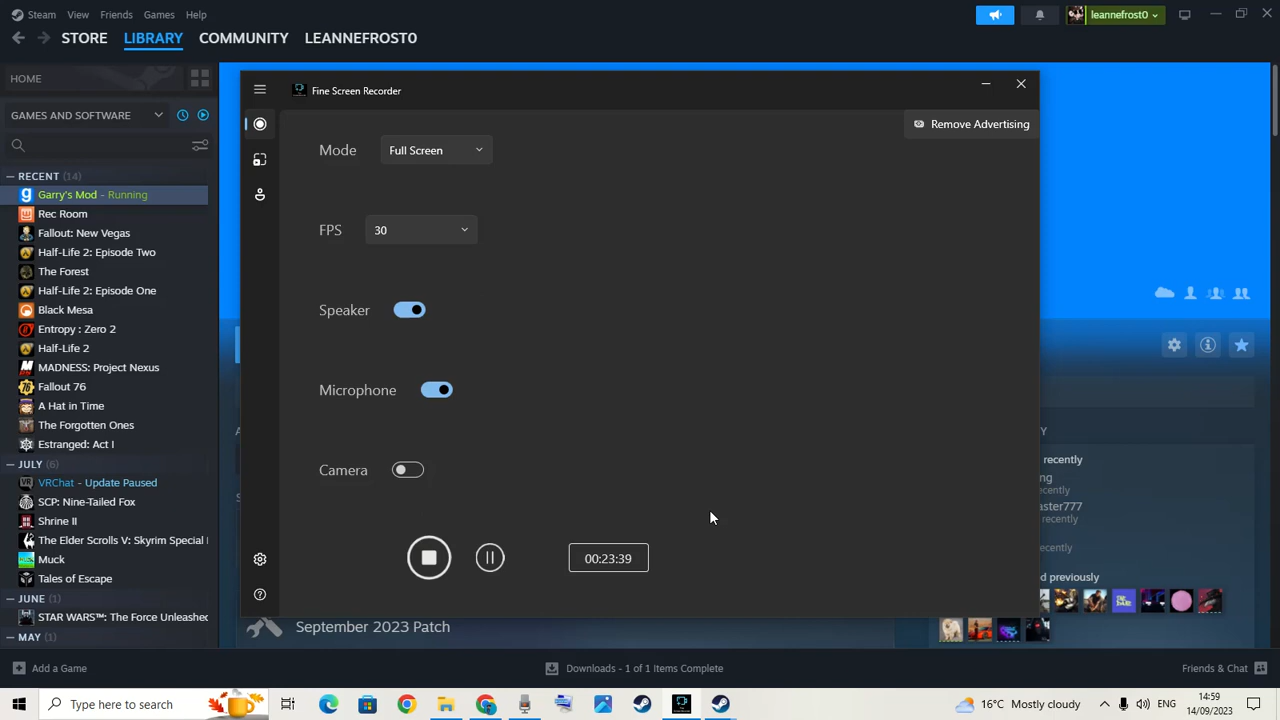 Steam View Friends Games Help
leannefrost0
STORE LIBRARY COMMUNITY LEANNEFROST0
HOME
Fine Screen Recorder
Remove Advertising
GAMES AND SOFTWARE
RECENT (14)
Garry's Mod - Running
Rec Room
Fallout: New Vegas
Half-Life 2: Episode Two
The Forest
Half-Life 2: Episode One
Black Mesa
Entropy : Zero 2
Half-Life 2
MADNESS: Project Nexus
Fallout 76
A Hat in Time
The Forgotten Ones
Estranged: Act I
JULY (6)
VRChat - Update Paused
SCP: Nine-Tailed Fox
Shrine II
The Elder Scrolls V: Skyrim Special
Muck
Tales of Escape
JUNE (1)
STAR WARS™: The Force Unleashed
MAY (1)
Mode Full Screen
FPS 30
Speaker
Microphone
Camera
00:23:39
Y
recently
ng
recently
aster777
recently
recently
d previously
September 2023 Patch
Add a Game
Downloads - 1 of 1 Items Complete
Friends & Chat
Type here to search
16°C Mostly cloudy
ENG
14:59
14/09/2023